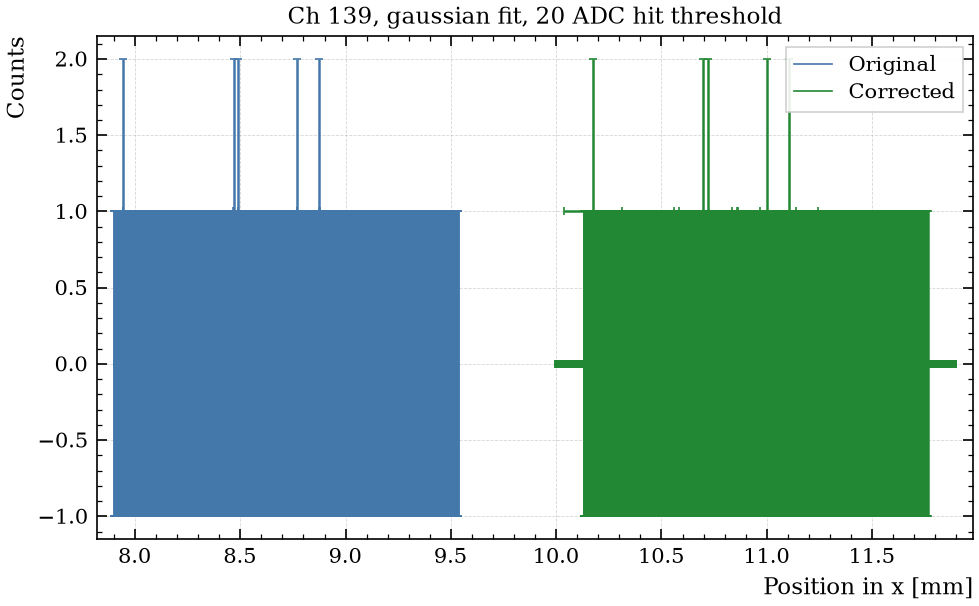 Ch 139, gaussian fit, 20 ADC hit threshold
Counts
2.0
1.5
1.0
0.5
0.0
−0.5
−1.0
Original
Corrected
8.0 8.5 9.0 9.5 10.0 10.5 11.0 11.5
Position in x [mm]